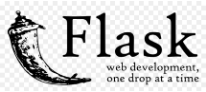 Flask
web development,
one drop at a time